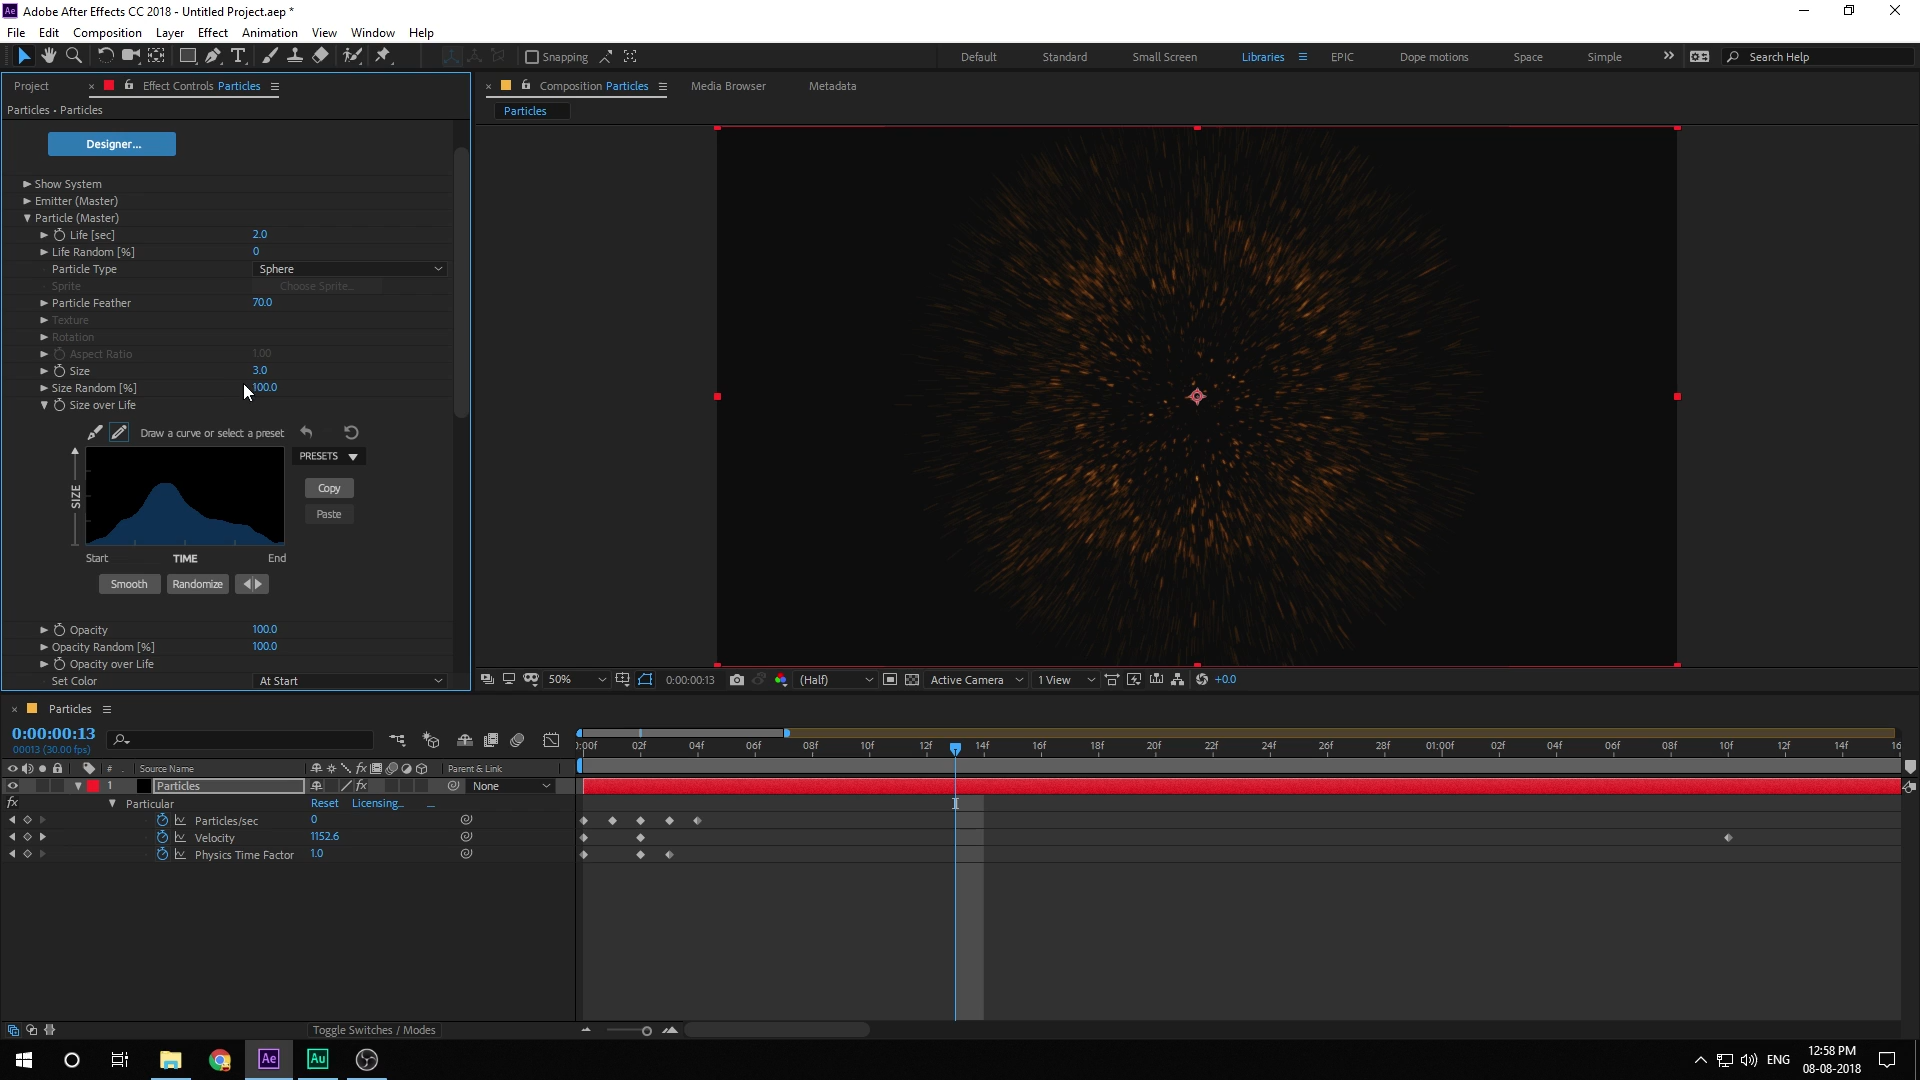 Adobe After Effects CC 2018 - Untitled Project.aep *
File Edit Composition Layer Effect Animation View Window Help
Snapping Default Standard Small Screen Libraries EPIC Dope motions Space Simple Search Help
Project Effect Controls Particles Composition Particles Media Browser Metadata
Particles • Particles
Particles
Designer...
Show System
Emitter (Master)
Particle (Master)
Life [sec] 2.0
Life Random [%] 0
Particle Type Sphere
Sprite Choose Sprite...
Particle Feather 70.0
Texture
Rotation
Aspect Ratio 1.00
Size 3.0
Size Random [%] 100.0
Size over Life
Draw a curve or select a preset
PRESETS
Copy
SIZE
Paste
Start TIME End
Smooth Randomize
Opacity 100.0
Opacity Random [%] 100.0
Opacity over Life
Set Color At Start
50% 0:00:00:13 (Half) Active Camera 1 View +0.0
Particles
0:00:00:13
00013 (30.00 fps)
:00f 02f 04f 06f 08f 10f 12f 14f 16f 18f 20f 22f 24f 26f 28f 01:00f 02f 04f 06f 08f 10f 12f 14f 16
# Source Name fx Parent & Link
1 Particles fx None
fx Particular Reset Licensing...
Particles/sec 0
Velocity 1152.6
Physics Time Factor 1.0
Toggle Switches / Modes
Ae Au ENG 12:58 PM
08-08-2018